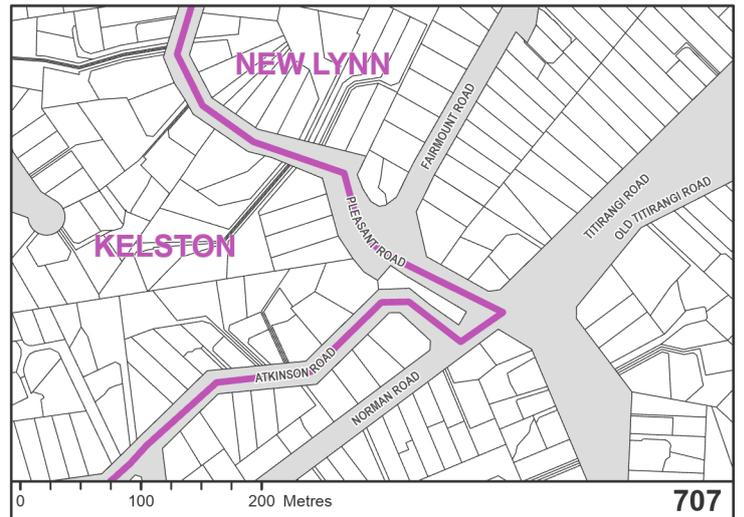 NEW LYNN
FAIRMOUNT ROAD
TITIRANGI ROAD
OLD TITIRANGI ROAD
PLEASANT ROAD
KELSTON
ATKINSON ROAD
NORMAN ROAD
0 100 200 Metres
707